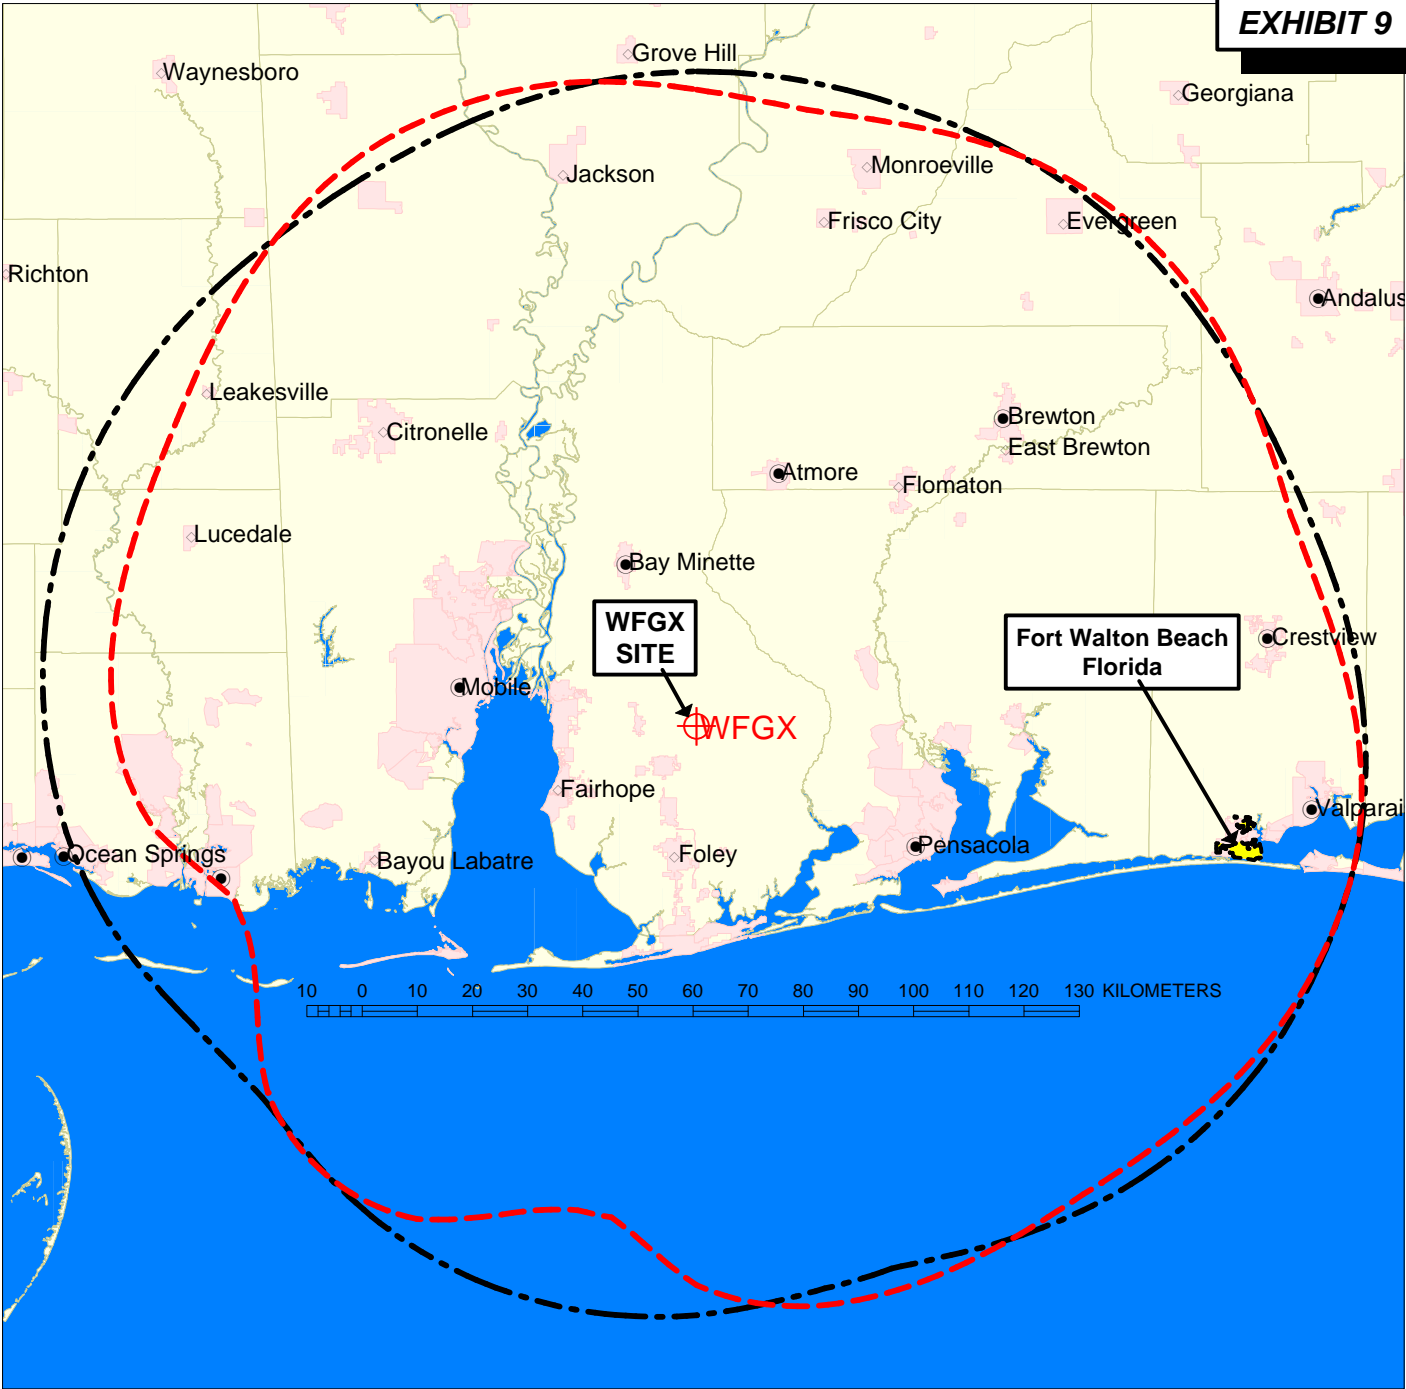 EXHIBIT 9
Grove Hill
Waynesboro
Georgiana
Jackson
Monroeville
Frisco City
Evergreen
Richton
Andalus
Leakesville
Citronelle
Brewton
East Brewton
Atmore
Flomaton
Lucedale
Bay Minette
WFGX
SITE
Fort Walton Beach
Florida
Crestview
Mobile
WFGX
Fairhope
Valparai
Ocean Springs
Bayou Labatre
Foley
Pensacola
10 0 10 20 30 40 50 60 70 80 90 100 110 120 130 KILOMETERS